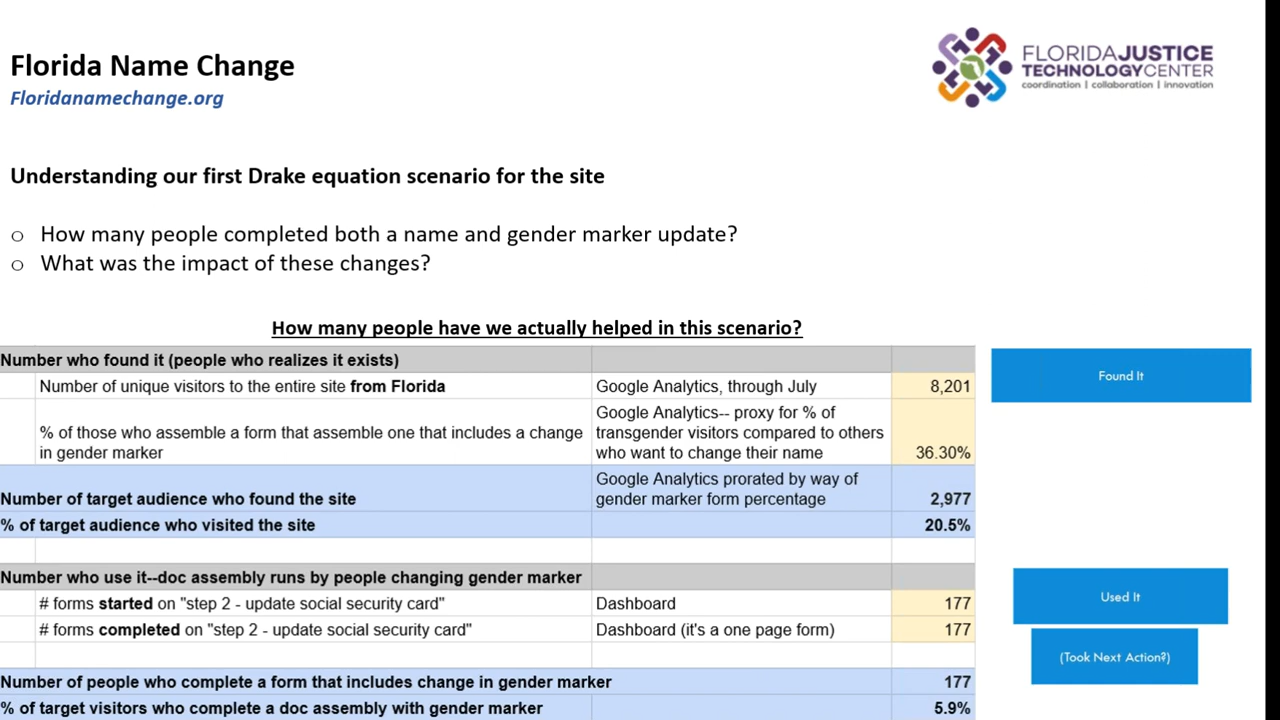 Florida Name Change
Floridanamechange.org
FLORIDAJUSTICE
TECHNOLOGYCENTER
coordination | collaboration | innovation
Understanding our first Drake equation scenario for the site
o How many people completed both a name and gender marker update?
o What was the impact of these changes?
How many people have we actually helped in this scenario?
Number who found it (people who realizes it exists)
Found It
Number of unique visitors to the entire site from Florida Google Analytics, through July 8,201
% of those who assemble a form that assemble one that includes a change
in gender marker
Google Analytics-- proxy for % of
transgender visitors compared to others
who want to change their name
36.30%
Number of target audience who found the site
Google Analytics prorated by way of
gender marker form percentage
2,977
% of target audience who visited the site 20.5%
Number who use it--doc assembly runs by people changing gender marker
Used It
# forms started on "step 2 - update social security card" Dashboard 177
# forms completed on "step 2 - update social security card" Dashboard (it's a one page form) 177
(Took Next Action?)
Number of people who complete a form that includes change in gender marker 177
% of target visitors who complete a doc assembly with gender marker 5.9%